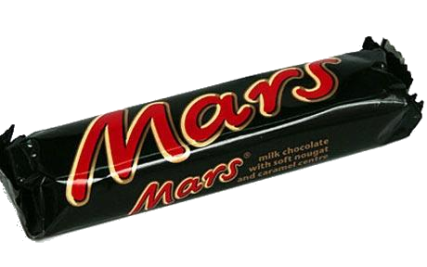 Mars
Mars®
milk chocolate
with soft nougat
and caramel centre